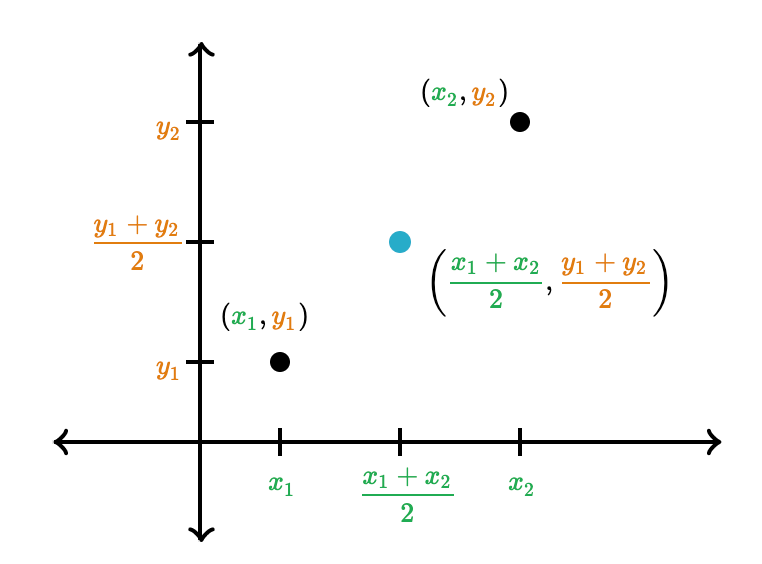 (x₂, y₂)
y₂
(y₁ + y₂)/2
((x₁ + x₂)/2, (y₁ + y₂)/2)
(x₁, y₁)
y₁
x₁
(x₁ + x₂)/2
x₂